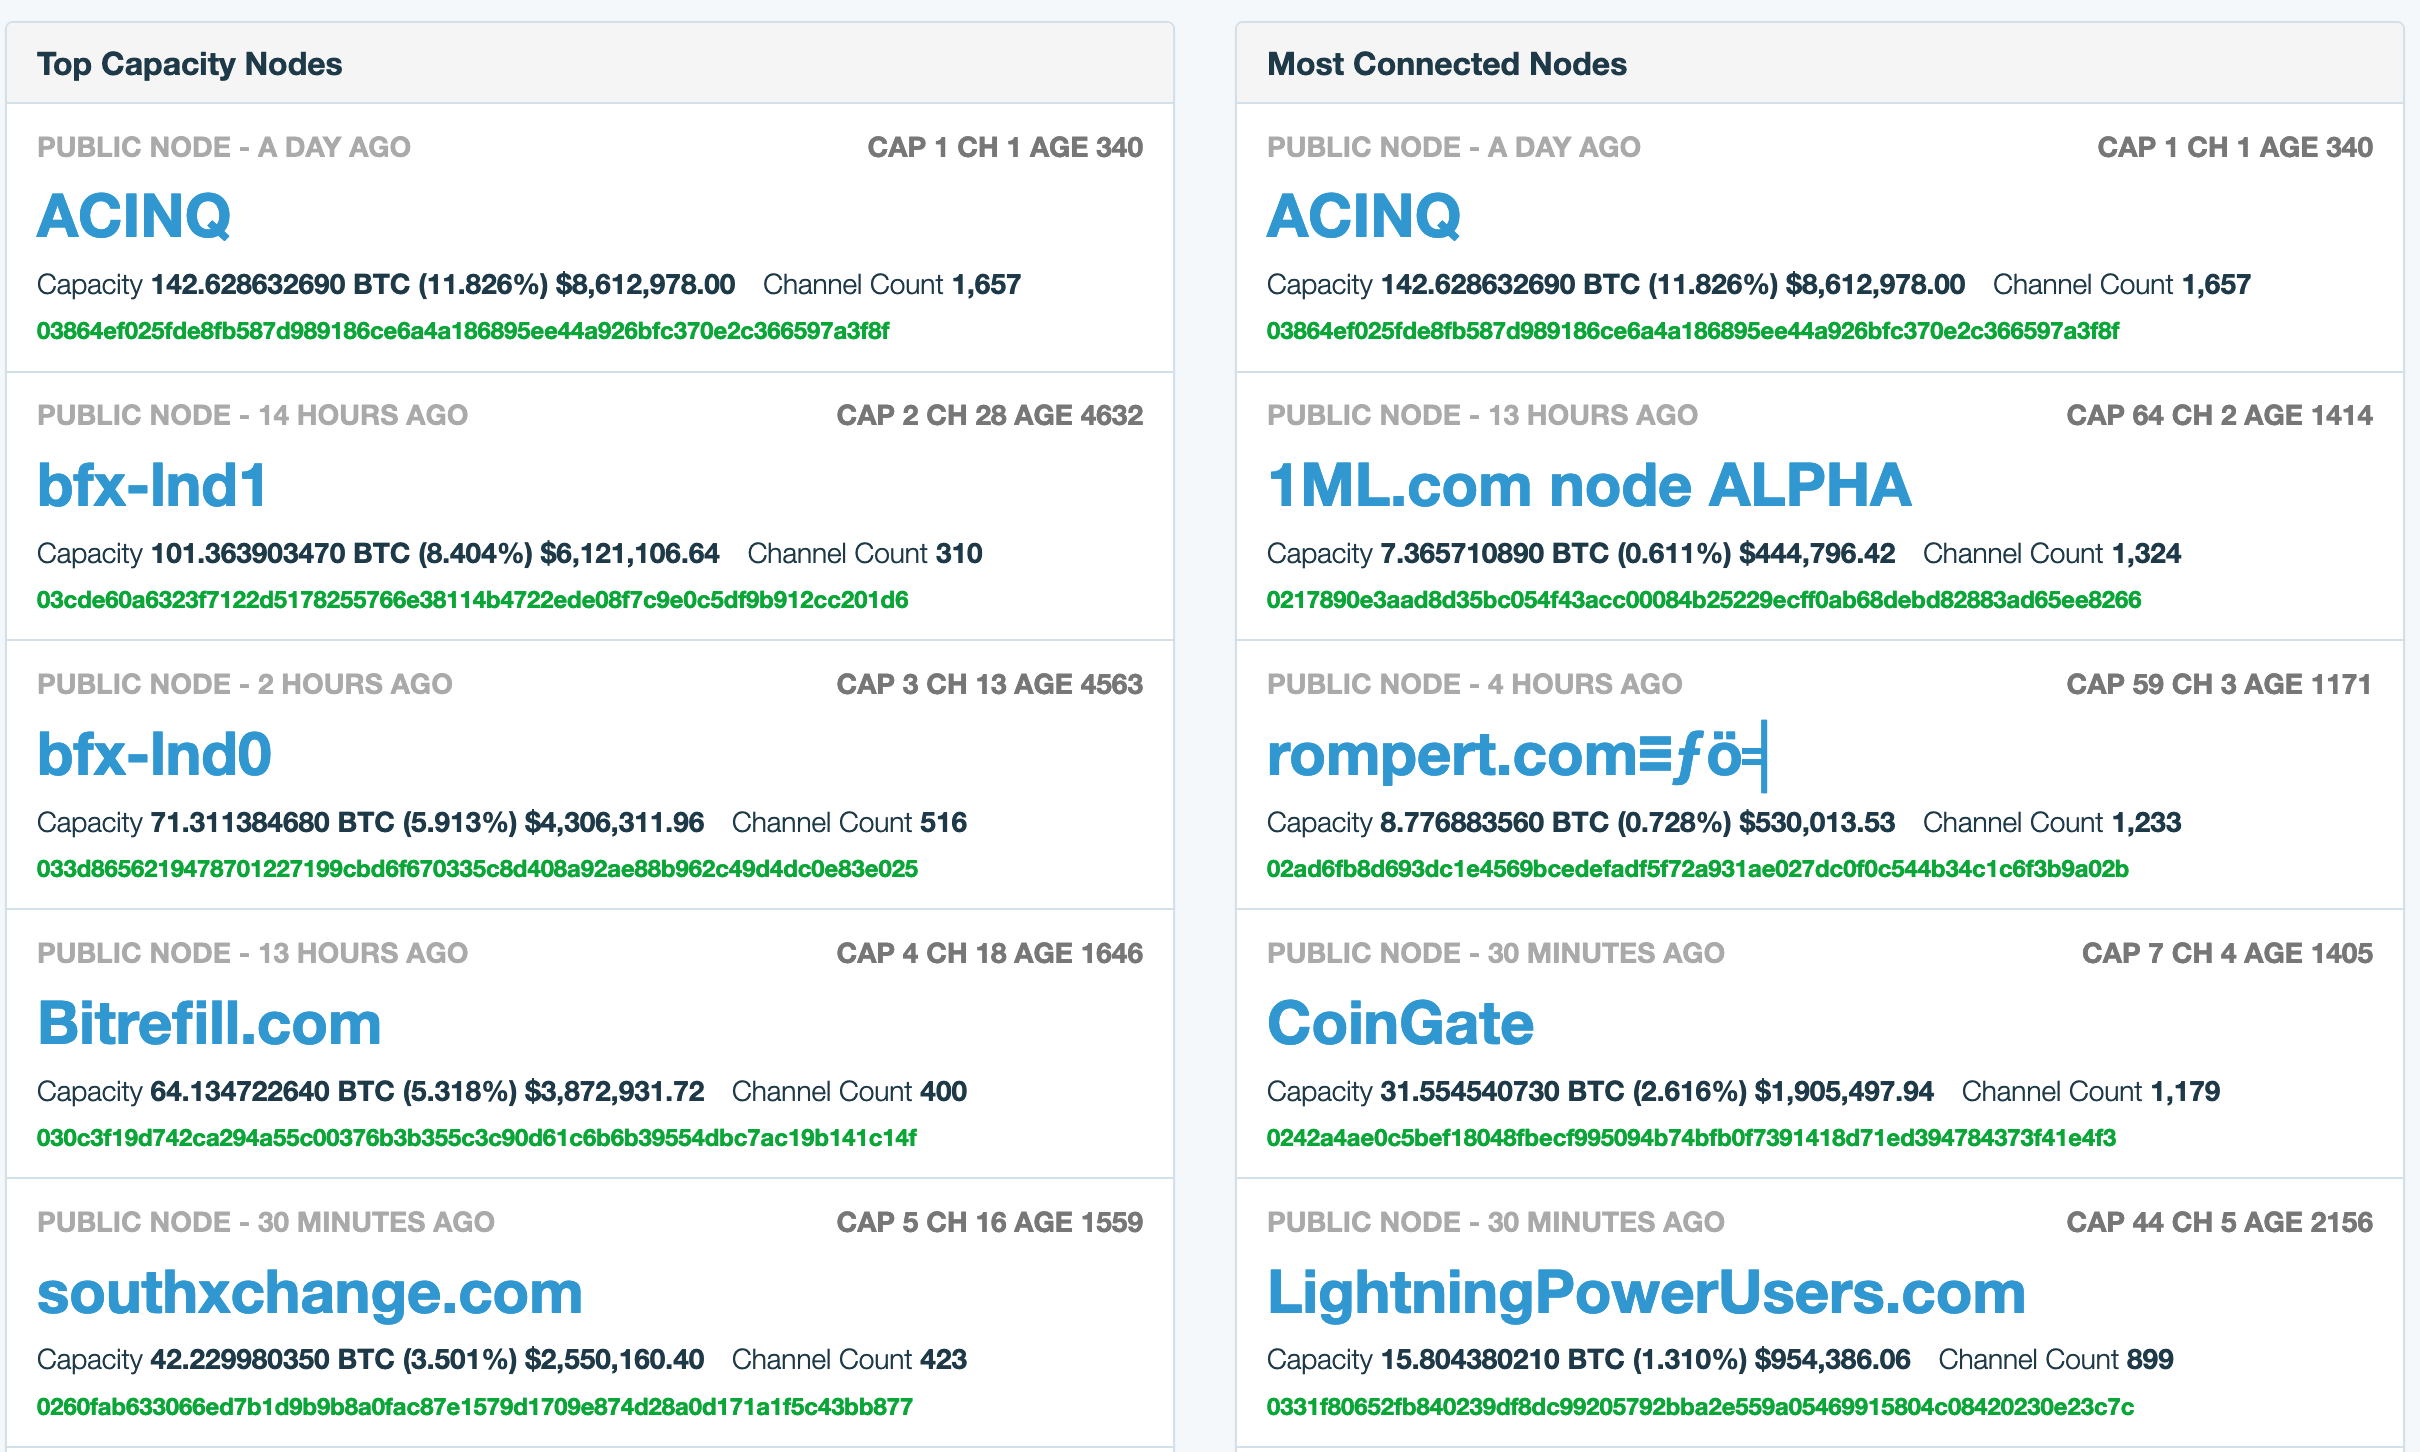 Top Capacity Nodes
PUBLIC NODE - A DAY AGO CAP 1 CH 1 AGE 340
ACINQ
Capacity 142.628632690 BTC (11.826%) $8,612,978.00 Channel Count 1,657
03864ef025fde8fb587d989186ce6a4a186895ee44a926bfc370e2c366597a3f8f
PUBLIC NODE - 14 HOURS AGO CAP 2 CH 28 AGE 4632
bfx-lnd1
Capacity 101.363903470 BTC (8.404%) $6,121,106.64 Channel Count 310
03cde60a6323f7122d5178255766e38114b4722ede08f7c9e0c5df9b912cc201d6
PUBLIC NODE - 2 HOURS AGO CAP 3 CH 13 AGE 4563
bfx-lnd0
Capacity 71.311384680 BTC (5.913%) $4,306,311.96 Channel Count 516
033d8656219478701227199cbd6f670335c8d408a92ae88b962c49d4dc0e83e025
PUBLIC NODE - 13 HOURS AGO CAP 4 CH 18 AGE 1646
Bitrefill.com
Capacity 64.134722640 BTC (5.318%) $3,872,931.72 Channel Count 400
030c3f19d742ca294a55c00376b3b355c3c90d61c6b6b39554dbc7ac19b141c14f
PUBLIC NODE - 30 MINUTES AGO CAP 5 CH 16 AGE 1559
southxchange.com
Capacity 42.229980350 BTC (3.501%) $2,550,160.40 Channel Count 423
0260fab633066ed7b1d9b9b8a0fac87e1579d1709e874d28a0d171a1f5c43bb877
Most Connected Nodes
PUBLIC NODE - A DAY AGO CAP 1 CH 1 AGE 340
ACINQ
Capacity 142.628632690 BTC (11.826%) $8,612,978.00 Channel Count 1,657
03864ef025fde8fb587d989186ce6a4a186895ee44a926bfc370e2c366597a3f8f
PUBLIC NODE - 13 HOURS AGO CAP 64 CH 2 AGE 1414
1ML.com node ALPHA
Capacity 7.365710890 BTC (0.611%) $444,796.42 Channel Count 1,324
0217890e3aad8d35bc054f43acc00084b25229ecff0ab68debd82883ad65ee8266
PUBLIC NODE - 4 HOURS AGO CAP 59 CH 3 AGE 1171
rompert.com≡ƒö╡
Capacity 8.776883560 BTC (0.728%) $530,013.53 Channel Count 1,233
02ad6fb8d693dc1e4569bcedefadf5f72a931ae027dc0f0c544b34c1c6f3b9a02b
PUBLIC NODE - 30 MINUTES AGO CAP 7 CH 4 AGE 1405
CoinGate
Capacity 31.554540730 BTC (2.616%) $1,905,497.94 Channel Count 1,179
0242a4ae0c5bef18048fbecf995094b74bfb0f7391418d71ed394784373f41e4f3
PUBLIC NODE - 30 MINUTES AGO CAP 44 CH 5 AGE 2156
LightningPowerUsers.com
Capacity 15.804380210 BTC (1.310%) $954,386.06 Channel Count 899
0331f80652fb840239df8dc99205792bba2e559a05469915804c08420230e23c7c